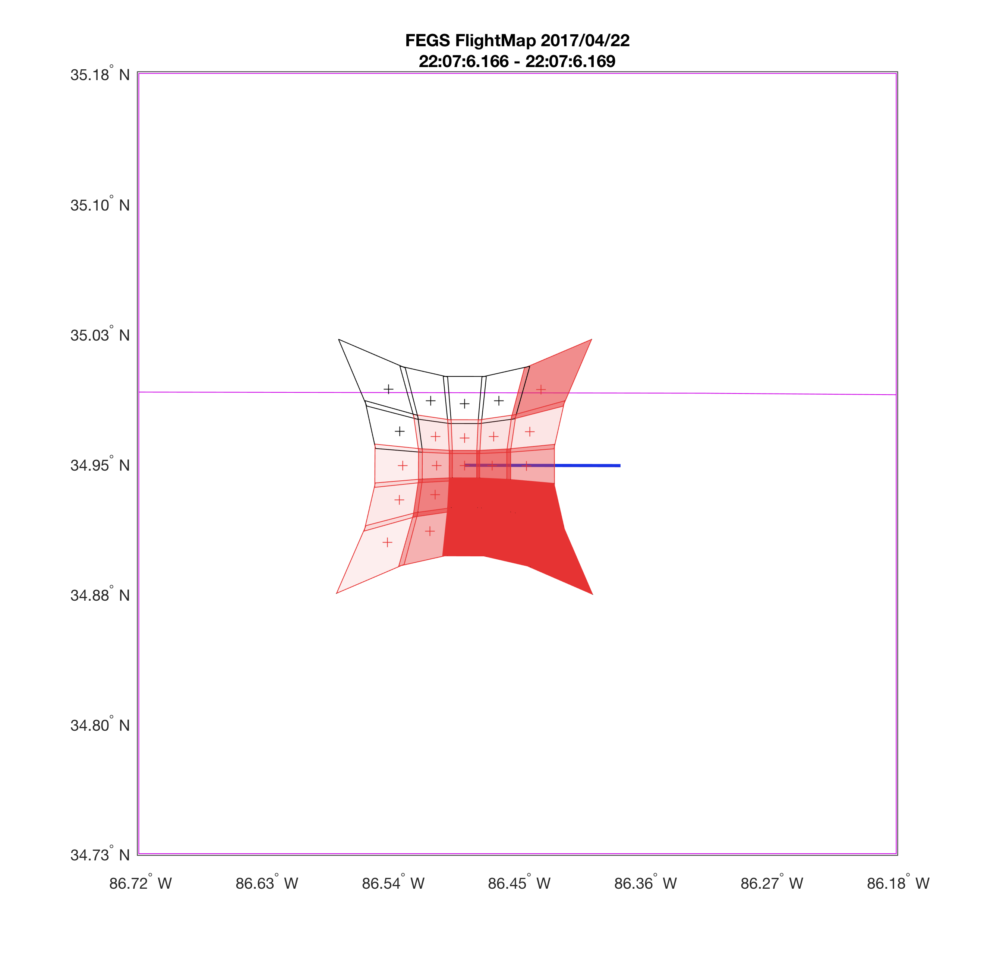 FEGS FlightMap 2017/04/22
22:07:6.166 - 22:07:6.169
35.18° N
35.10° N
35.03° N
34.95° N
34.88° N
34.80° N
34.73° N
86.72° W 86.63° W 86.54° W 86.45° W 86.36° W 86.27° W 86.18° W